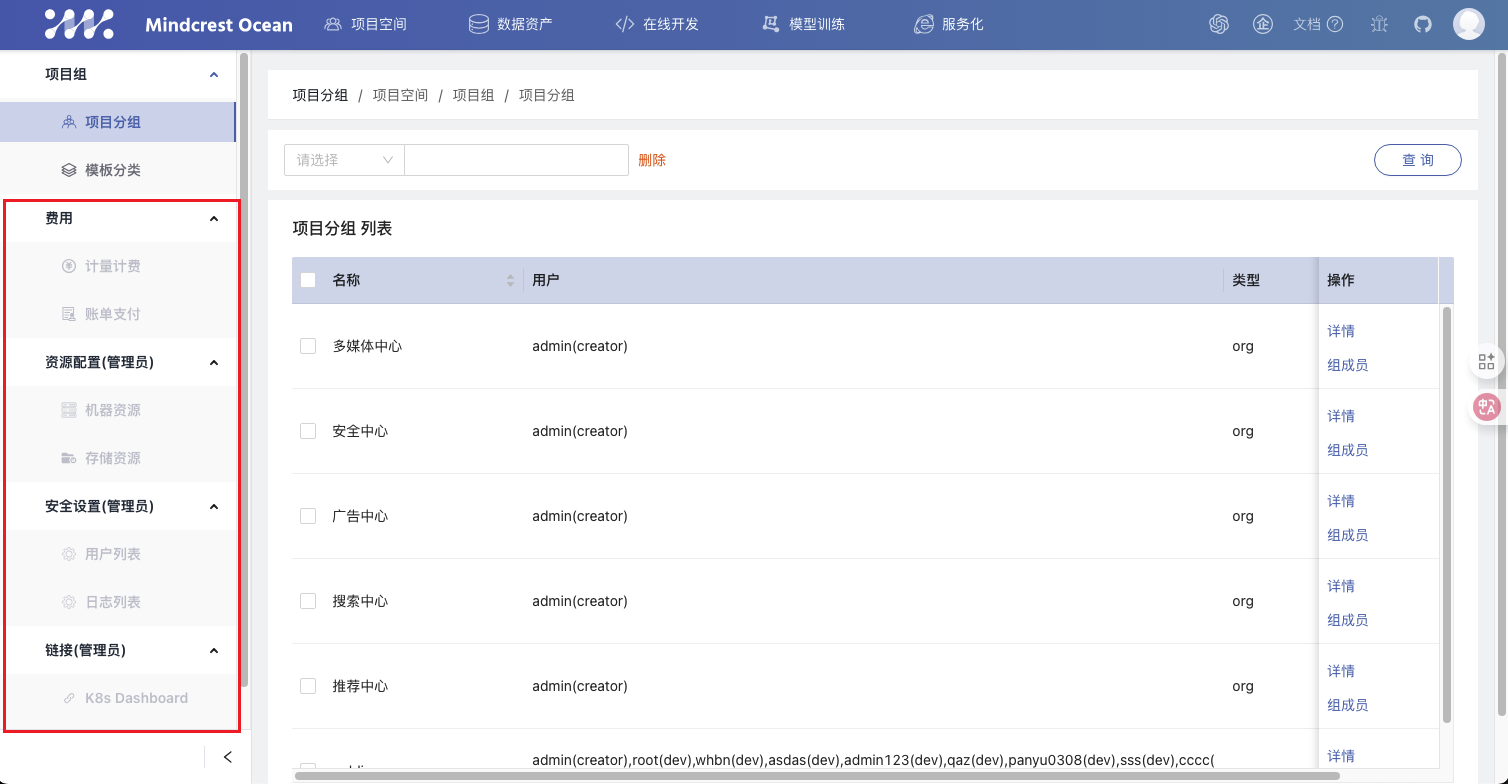 Mindcrest Ocean
项目空间
数据资产
在线开发
模型训练
服务化
企
文档
项目组
项目分组
模板分类
费用
计量计费
账单支付
资源配置(管理员)
机器资源
存储资源
安全设置(管理员)
用户列表
日志列表
链接(管理员)
K8s Dashboard
项目分组 / 项目空间 / 项目组 / 项目分组
请选择
删除
查 询
项目分组 列表
名称 用户 类型 操作
多媒体中心 admin(creator) org 详情
组成员
安全中心 admin(creator) org 详情
组成员
广告中心 admin(creator) org 详情
组成员
搜索中心 admin(creator) org 详情
组成员
推荐中心 admin(creator) org 详情
组成员
admin(creator),root(dev),whbn(dev),asdas(dev),admin123(dev),qaz(dev),panyu0308(dev),sss(dev),cccc( 详情